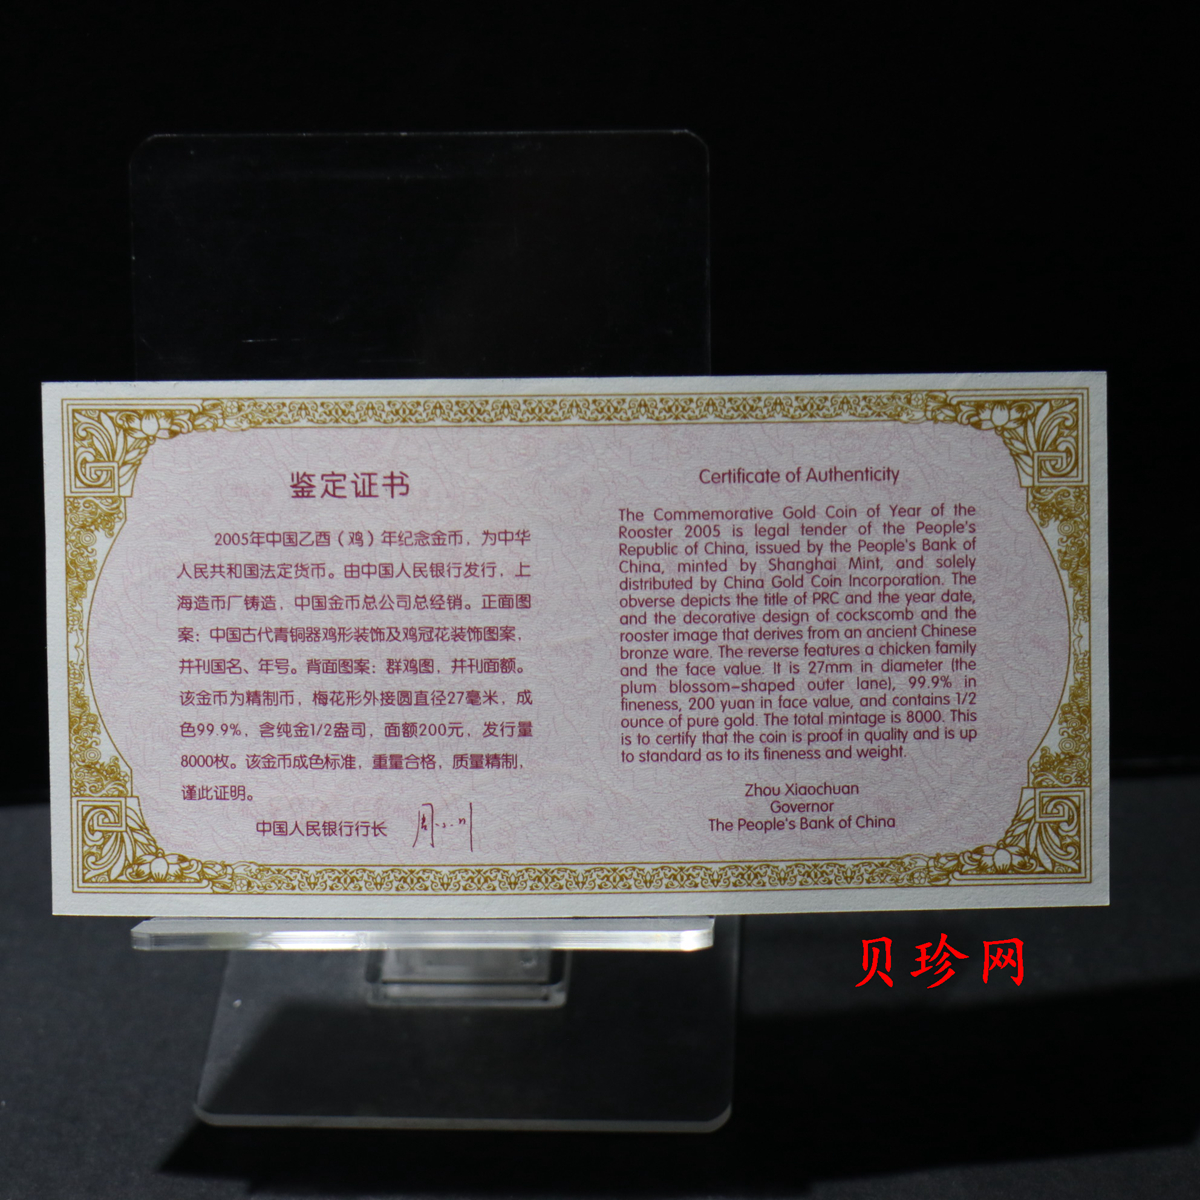 鉴定证书
2005年中国乙酉（鸡）年纪念金币，为中华
人民共和国法定货币。由中国人民银行发行，上
海造币厂铸造，中国金币总公司总经销。正面图
案：中国古代青铜器鸡形装饰及鸡冠花装饰图案，
并刊国名、年号。背面图案：群鸡图，并刊面额。
该金币为精制币，梅花形外接圆直径27毫米，成
色99.9%，含纯金1/2盎司，面额200元，发行量
8000枚。该金币成色标准，重量合格，质量精制，
谨此证明。
中国人民银行行长
Certificate of Authenticity
The Commemorative Gold Coin of Year of the
Rooster 2005 is legal tender of the People's
Republic of China, issued by the People's Bank of
China, minted by Shanghai Mint, and solely
distributed by China Gold Coin Incorporation. The
obverse depicts the title of PRC and the year date,
and the decorative design of cockscomb and the
rooster image that derives from an ancient Chinese
bronze ware. The reverse features a chicken family
and the face value. It is 27mm in diameter (the
plum blossom-shaped outer lane), 99.9% in
fineness, 200 yuan in face value, and contains 1/2
ounce of pure gold. The total mintage is 8000. This
is to certify that the coin is proof in quality and is up
to standard as to its fineness and weight.
Zhou Xiaochuan
Governor
The People's Bank of China
贝珍网